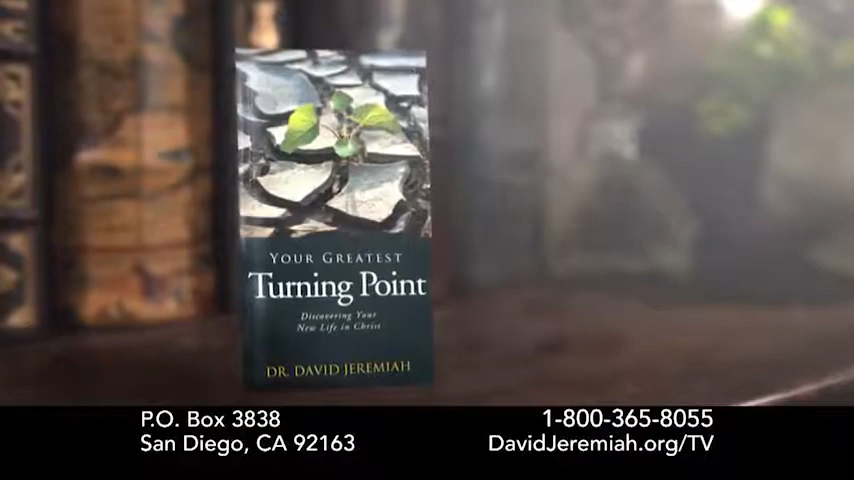 YOUR GREATEST
Turning Point
Discovering Your
New Life in Christ
DR. DAVID JEREMIAH
P.O. Box 3838
San Diego, CA 92163
1-800-365-8055
DavidJeremiah.org/TV